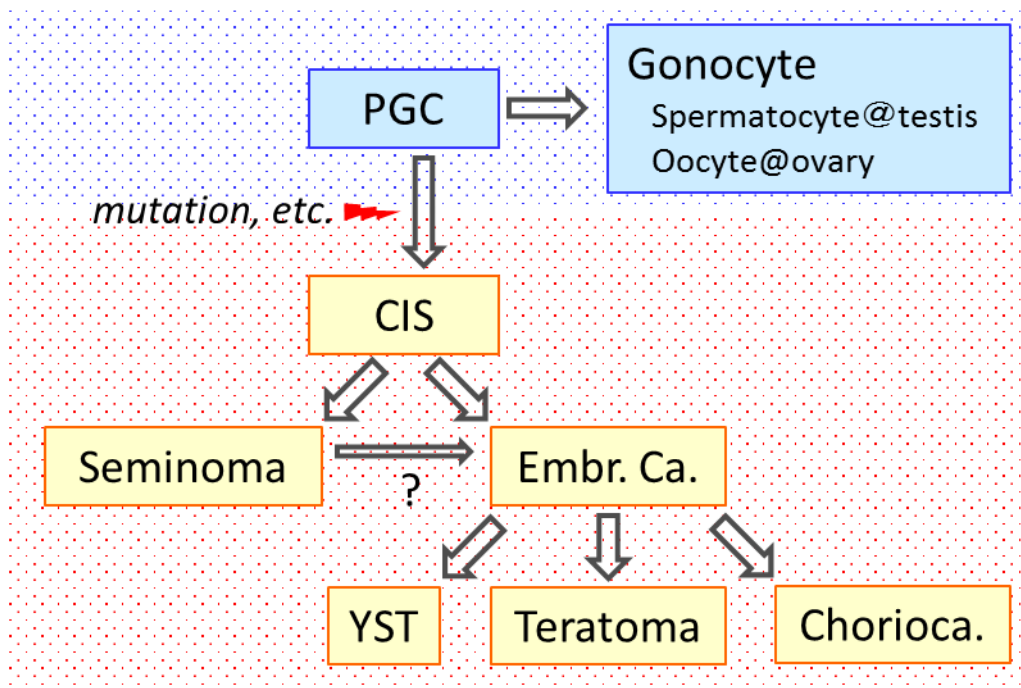 PGC
Gonocyte
Spermatocyte@testis
Oocyte@ovary
mutation, etc.
CIS
Seminoma
?
Embr. Ca.
YST
Teratoma
Chorioca.